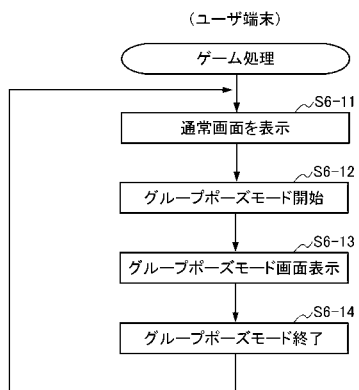 (ユーザ端末)
ゲーム処理
S6-11
通常画面を表示
S6-12
グループポーズモード開始
S6-13
グループポーズモード画面表示
S6-14
グループポーズモード終了